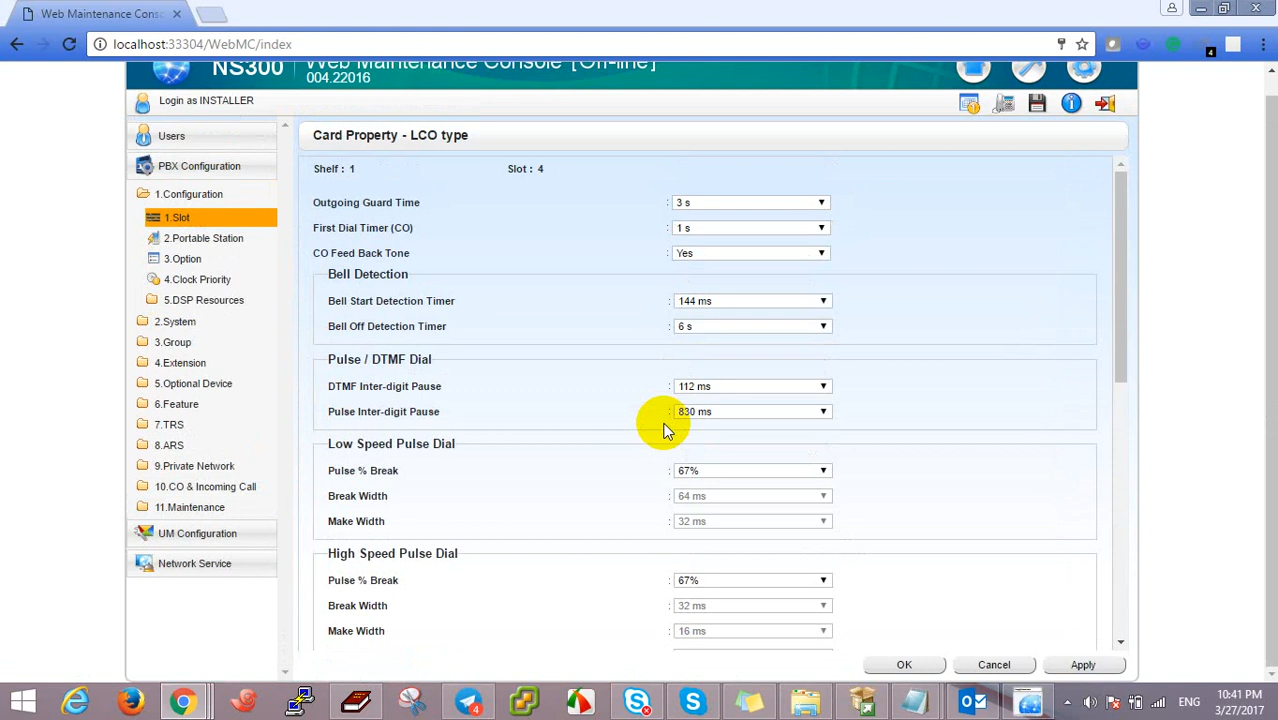 Web Maintenance Consc
localhost:33304/WebMC/index
4
NS300
Web Maintenance Console [On-line]
004.22016
Login as INSTALLER
Users
PBX Configuration
1.Configuration
1.Slot
2.Portable Station
3.Option
4.Clock Priority
5.DSP Resources
2.System
3.Group
4.Extension
5.Optional Device
6.Feature
7.TRS
8.ARS
9.Private Network
10.CO & Incoming Call
11.Maintenance
UM Configuration
Network Service
Card Property - LCO type
Shelf : 1 Slot : 4
Outgoing Guard Time : 3 s
First Dial Timer (CO) : 1 s
CO Feed Back Tone : Yes
Bell Detection
Bell Start Detection Timer : 144 ms
Bell Off Detection Timer : 6 s
Pulse / DTMF Dial
DTMF Inter-digit Pause : 112 ms
Pulse Inter-digit Pause : 830 ms
Low Speed Pulse Dial
Pulse % Break : 67%
Break Width : 64 ms
Make Width : 32 ms
High Speed Pulse Dial
Pulse % Break : 67%
Break Width : 32 ms
Make Width : 16 ms
OK Cancel Apply
ENG
10:41 PM
3/27/2017